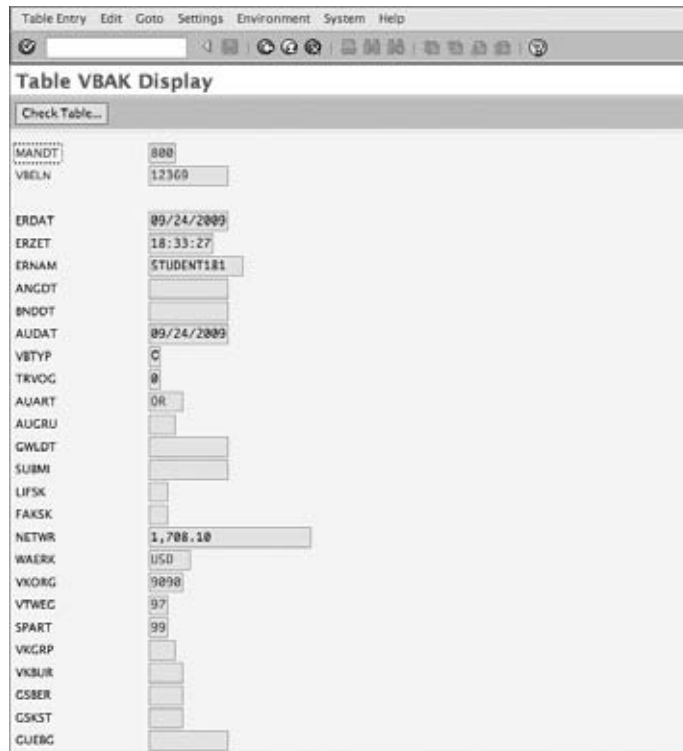 Table Entry Edit Goto Settings Environment System Help
Table VBAK Display
Check Table...
MANDT 800
VBELN 12369
ERDAT 09/24/2009
ERZET 18:33:27
ERNAM STUDENT181
ANGDT
BNDDT
AUDAT 09/24/2009
VBTYP C
TRVOG 0
AUART OR
AUGRU
GWLDT
SUBMI
LIFSK
FAKSK
NETWR 1,708.10
WAERK USD
VKORG 9090
VTWEG 97
SPART 99
VKGRP
VKBUR
GSBER
GSKST
GUEBG